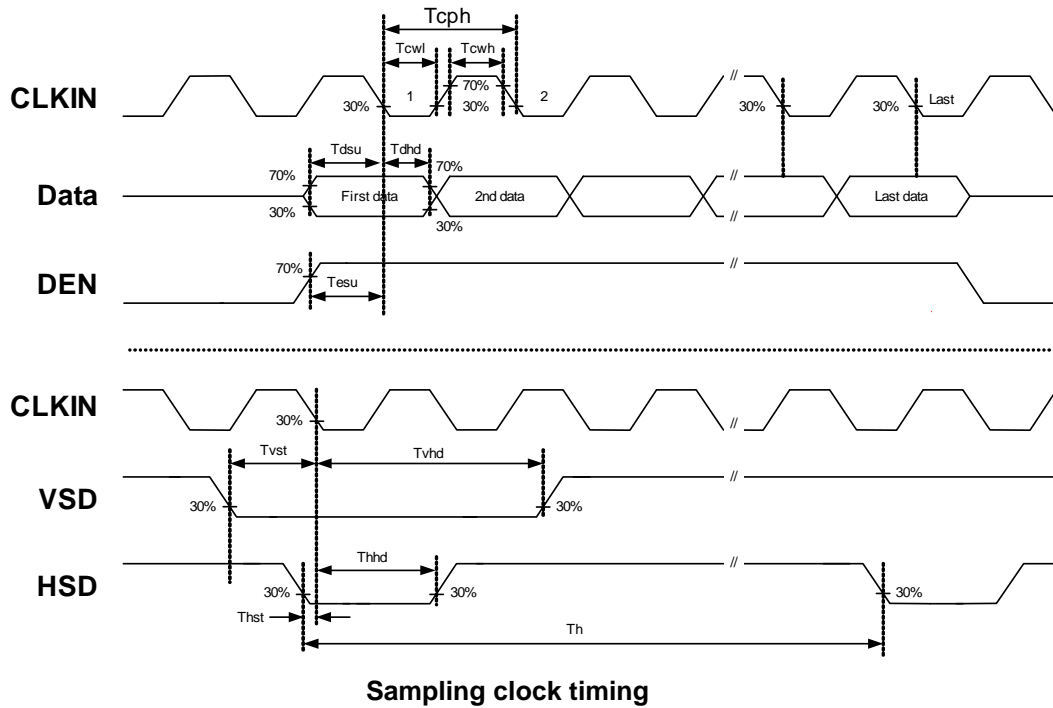 Tcph
Tcwl Tcwh
CLKIN 30% 1 70% 30% 2 // 30% 30% Last
Tdsu Tdhd
70% 70%
Data First data 2nd data // Last data
30% 30%
//
DEN 70% //
Tesu
CLKIN 30% //
Tvst Tvhd
VSD 30% 30% //
Thhd
HSD 30% 30% // 30%
Thst
Th
Sampling clock timing